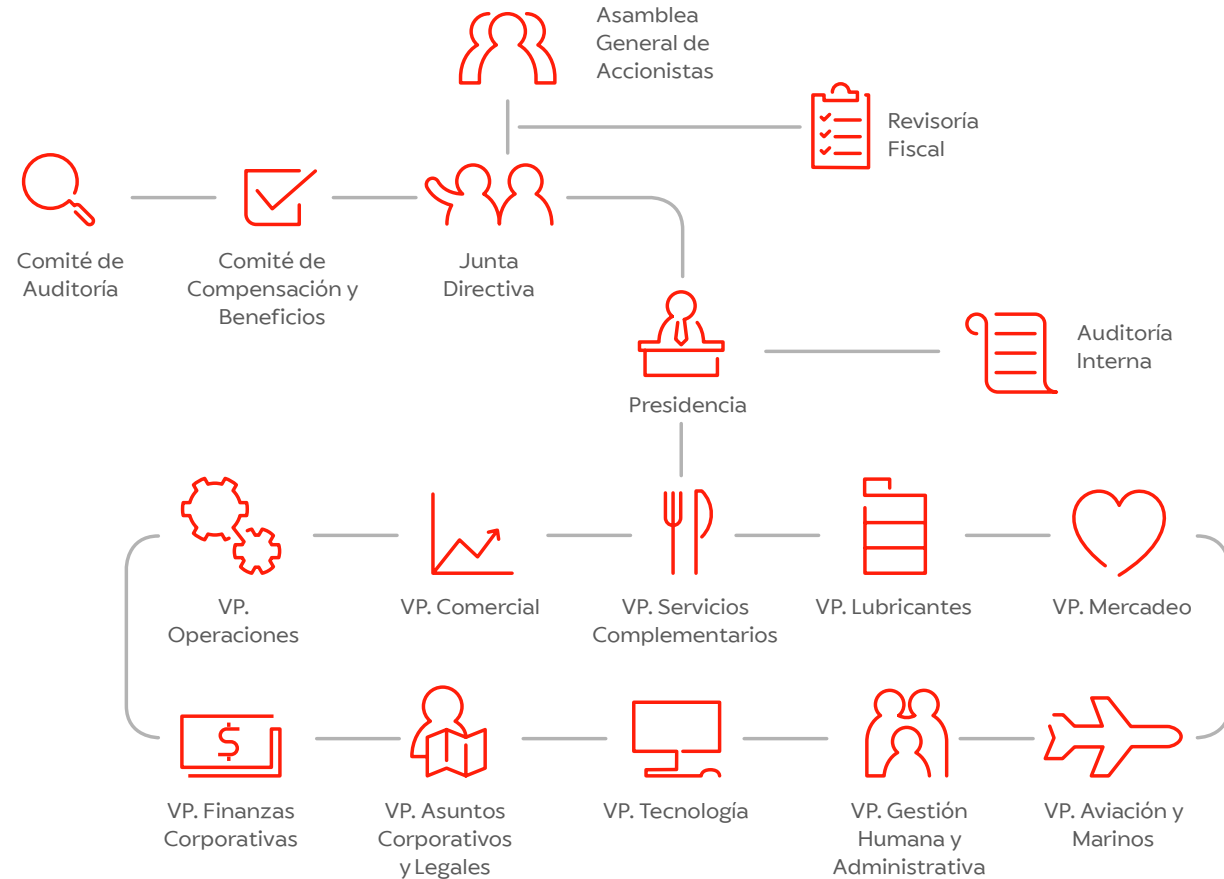 Asamblea
General de
Accionistas
Revisoría
Fiscal
Comité de
Auditoría
Comité de
Compensación y
Beneficios
Junta
Directiva
Auditoría
Interna
Presidencia
VP.
Operaciones
VP. Comercial
VP. Servicios
Complementarios
VP. Lubricantes
VP. Mercadeo
$
VP. Finanzas
Corporativas
VP. Asuntos
Corporativos
y Legales
VP. Tecnología
VP. Gestión
Humana y
Administrativa
VP. Aviación y
Marinos